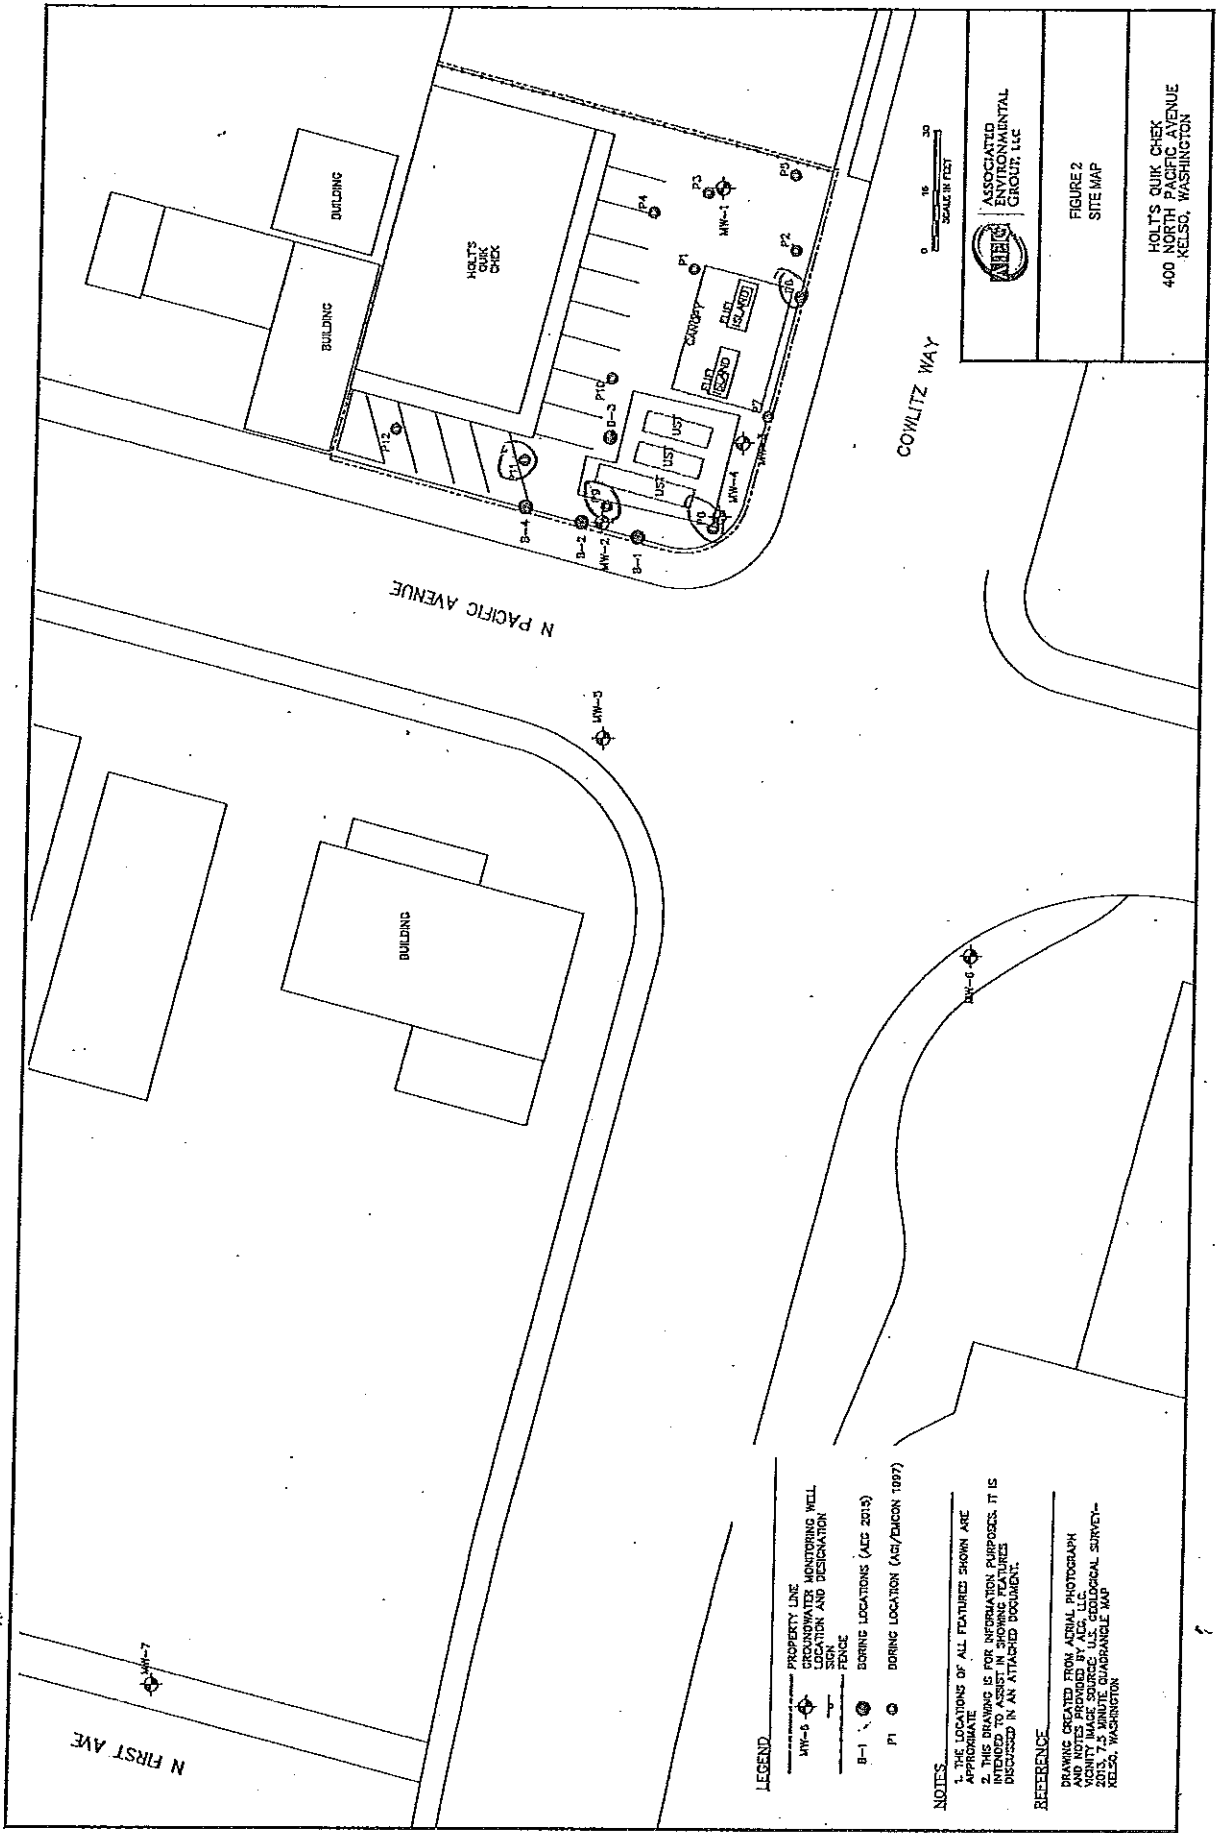 BUILDING
BUILDING
HOLT'S
QUIK
CHEK
P12
P11
P10
B-3
P4
P3
MW-1
P5
P1
P2
CANOPY
FUEL
ISLAND
FUEL
ISLAND
UST
UST
UST
P7
P9
B-4
B-2
MW-2
B-1
MW-4
N PACIFIC AVENUE
COWLITZ WAY
MW-5
BUILDING
MW-6
MW-7
N FIRST AVE
0 30
SCALE IN FEET
ASSOCIATED
ENVIRONMENTAL
GROUP, LLC
FIGURE 2
SITE MAP
HOLT'S QUIK CHEK
400 NORTH PACIFIC AVENUE
KELSO, WASHINGTON
LEGEND
PROPERTY LINE
GROUNDWATER MONITORING WELL
LOCATION AND DESIGNATION
SIGN
FENCE
B-1 BORING LOCATIONS (AEG 2015)
P1 BORING LOCATION (AGI/EMCON 1997)
NOTES
1. THE LOCATIONS OF ALL FEATURES SHOWN ARE
APPROXIMATE
2. THIS DRAWING IS FOR INFORMATION PURPOSES. IT IS
INTENDED TO ASSIST IN SHOWING FEATURES
DISCUSSED IN AN ATTACHED DOCUMENT.
REFERENCE
DRAWING CREATED FROM AERIAL PHOTOGRAPH
AND NOTES PROVIDED BY AEG, LLC.
VICINITY IMAGE SOURCE: U.S. GEOLOGICAL SURVEY-
2013, 7.5 MINUTE QUADRANGLE MAP
KELSO, WASHINGTON